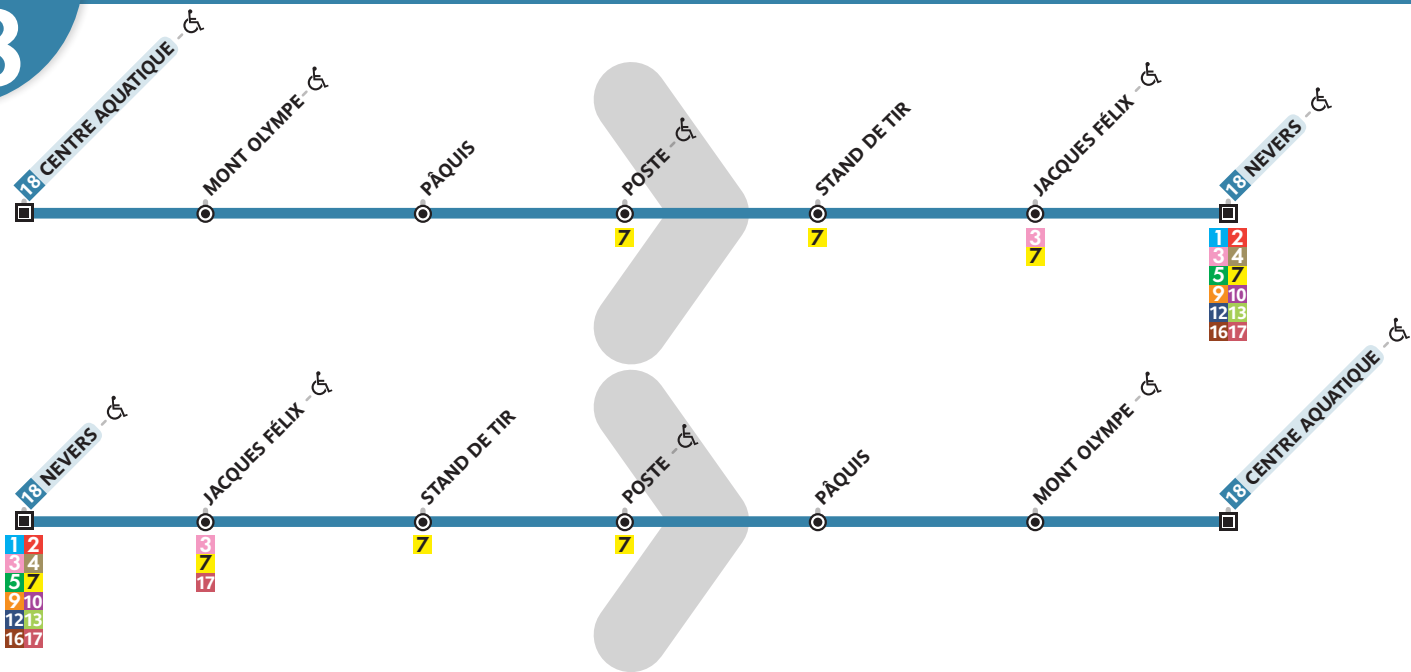 8
18 CENTRE AQUATIQUE
MONT OLYMPE
PÂQUIS
POSTE
STAND DE TIR
JACQUES FÉLIX
18 NEVERS
7
7
3
7
1 2
3 4
5 7
9 10
12 13
16 17
18 NEVERS
JACQUES FÉLIX
STAND DE TIR
POSTE
PÂQUIS
MONT OLYMPE
18 CENTRE AQUATIQUE
1 2
3 4
5 7
9 10
12 13
16 17
3
7
17
7
7